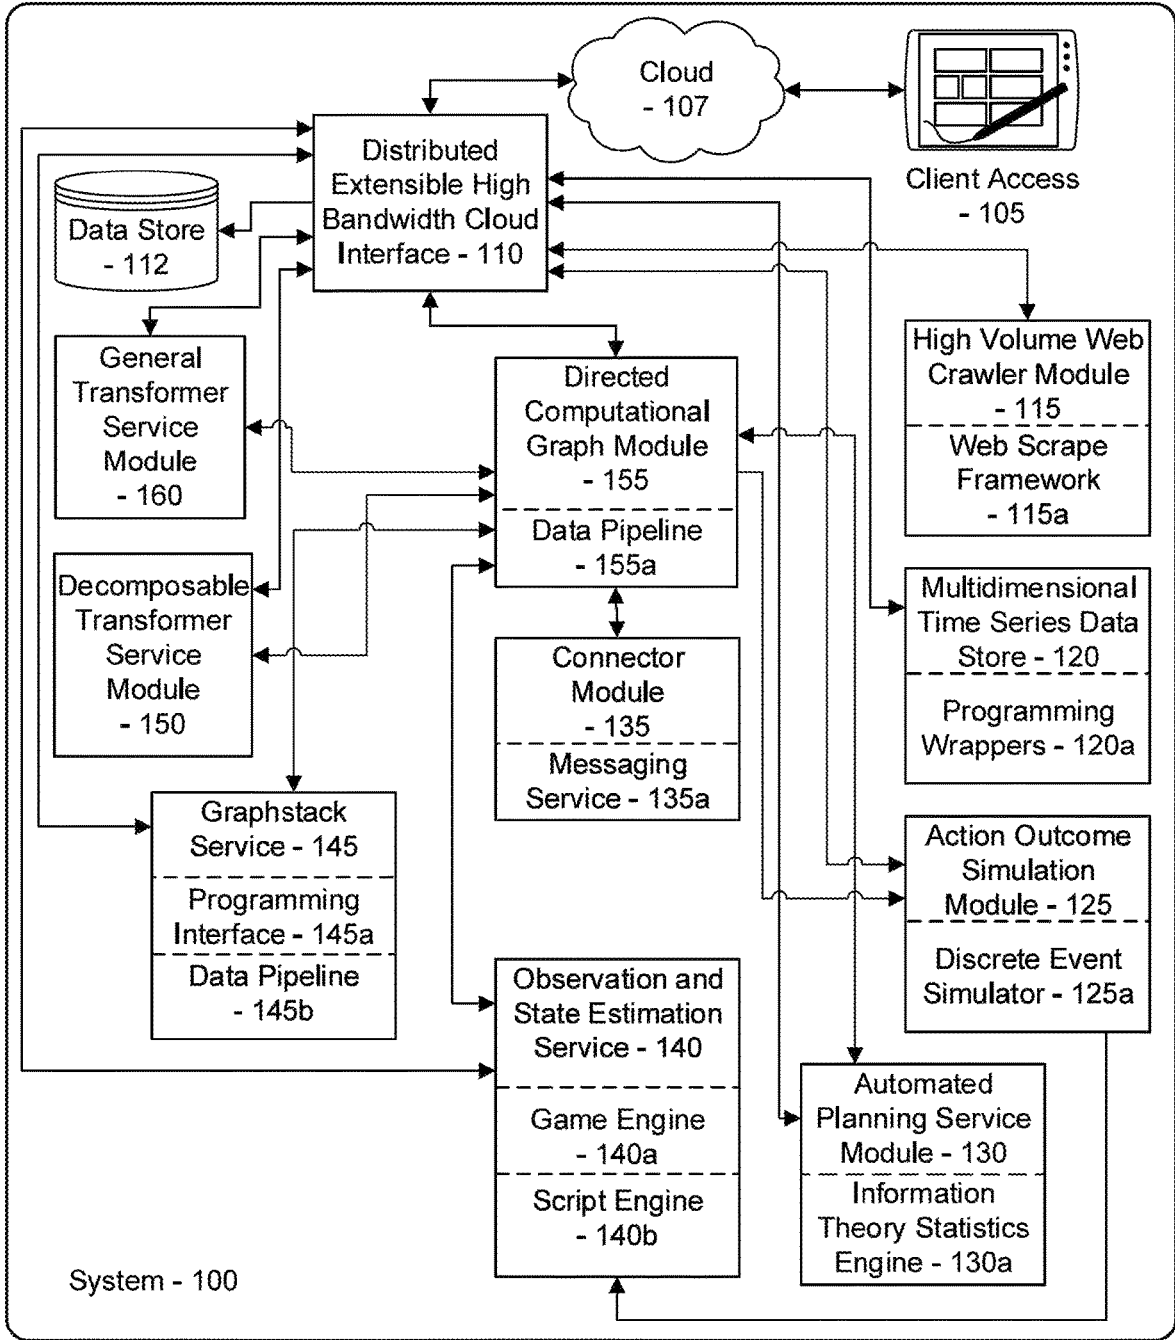 Cloud
- 107
Client Access
- 105
Distributed
Extensible High
Bandwidth Cloud
Interface - 110
Data Store
- 112
General
Transformer
Service
Module
- 160
Directed
Computational
Graph Module
- 155
Data Pipeline
- 155a
High Volume Web
Crawler Module
- 115
Web Scrape
Framework
- 115a
Decomposable
Transformer
Service
Module
- 150
Connector
Module
- 135
Messaging
Service - 135a
Multidimensional
Time Series Data
Store - 120
Programming
Wrappers - 120a
Graphstack
Service - 145
Programming
Interface - 145a
Data Pipeline
- 145b
Action Outcome
Simulation
Module - 125
Discrete Event
Simulator - 125a
Observation and
State Estimation
Service - 140
Game Engine
- 140a
Script Engine
- 140b
Automated
Planning Service
Module - 130
Information
Theory Statistics
Engine - 130a
System - 100